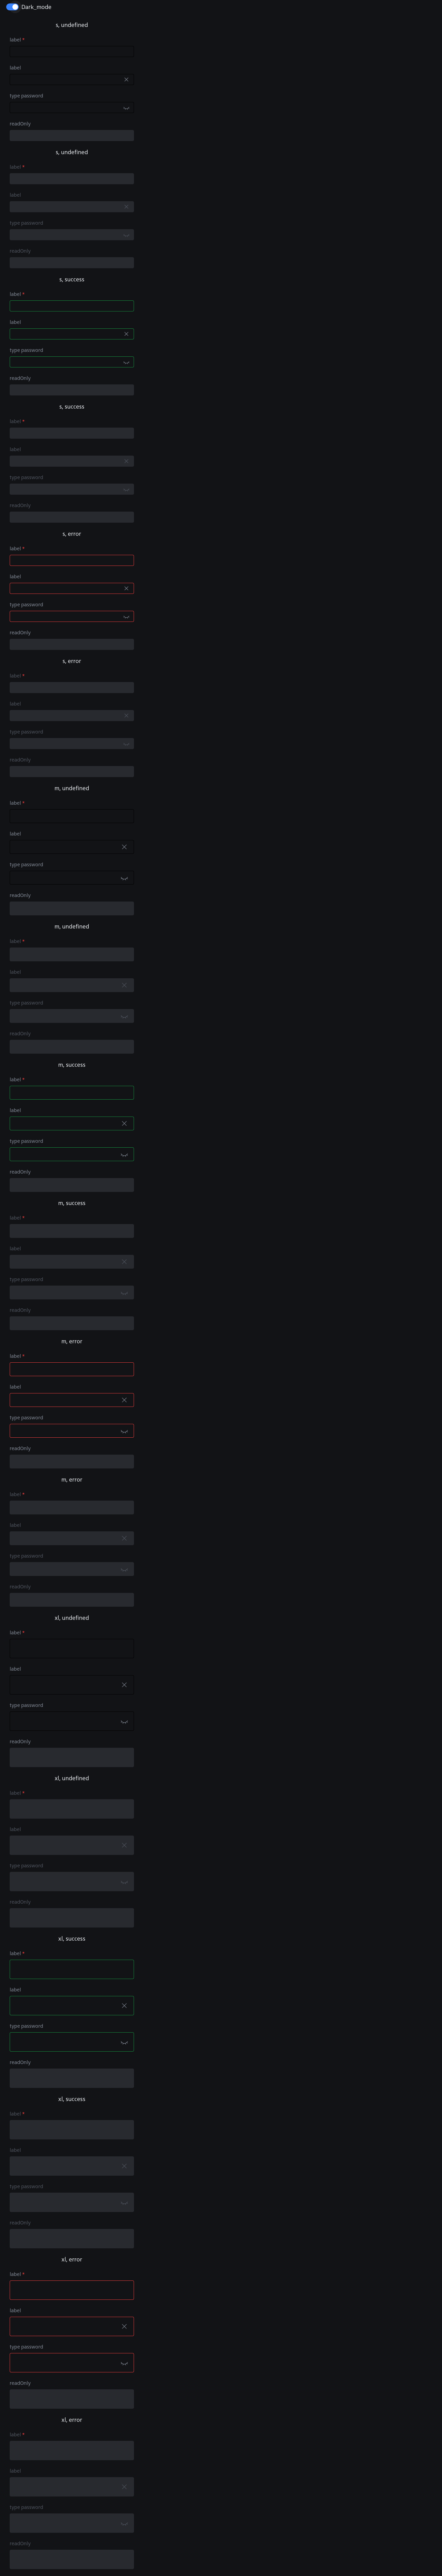 Dark_mode
s, undefined
label *
label
type password
readOnly
s, undefined
label *
label
type password
readOnly
s, success
label *
label
type password
readOnly
s, success
label *
label
type password
readOnly
s, error
label *
label
type password
readOnly
s, error
label *
label
type password
readOnly
m, undefined
label *
label
type password
readOnly
m, undefined
label *
label
type password
readOnly
m, success
label *
label
type password
readOnly
m, success
label *
label
type password
readOnly
m, error
label *
label
type password
readOnly
m, error
label *
label
type password
readOnly
xl, undefined
label *
label
type password
readOnly
xl, undefined
label *
label
type password
readOnly
xl, success
label *
label
type password
readOnly
xl, success
label *
label
type password
readOnly
xl, error
label *
label
type password
readOnly
xl, error
label *
label
type password
readOnly